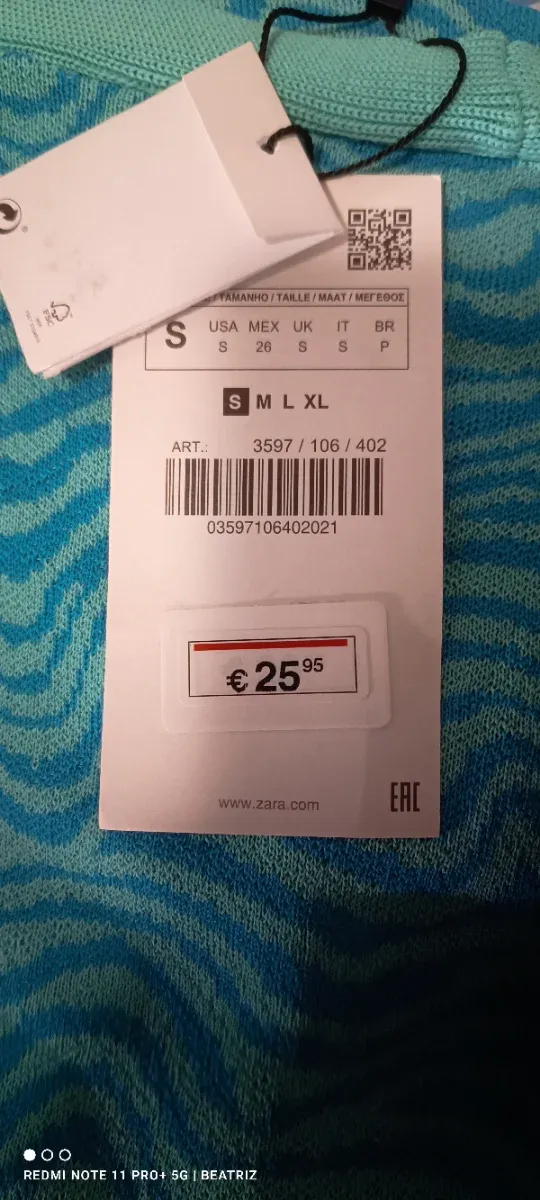 FSC
/ TAMANHO / TAILLE / MAAT / ΜΕΓΕΘΟΣ
S USA MEX UK IT BR
S 26 S S P
S M L XL
ART.: 3597 / 106 / 402
03597106402021
€ 25 95
www.zara.com
EAC
REDMI NOTE 11 PRO+ 5G | BEATRIZ